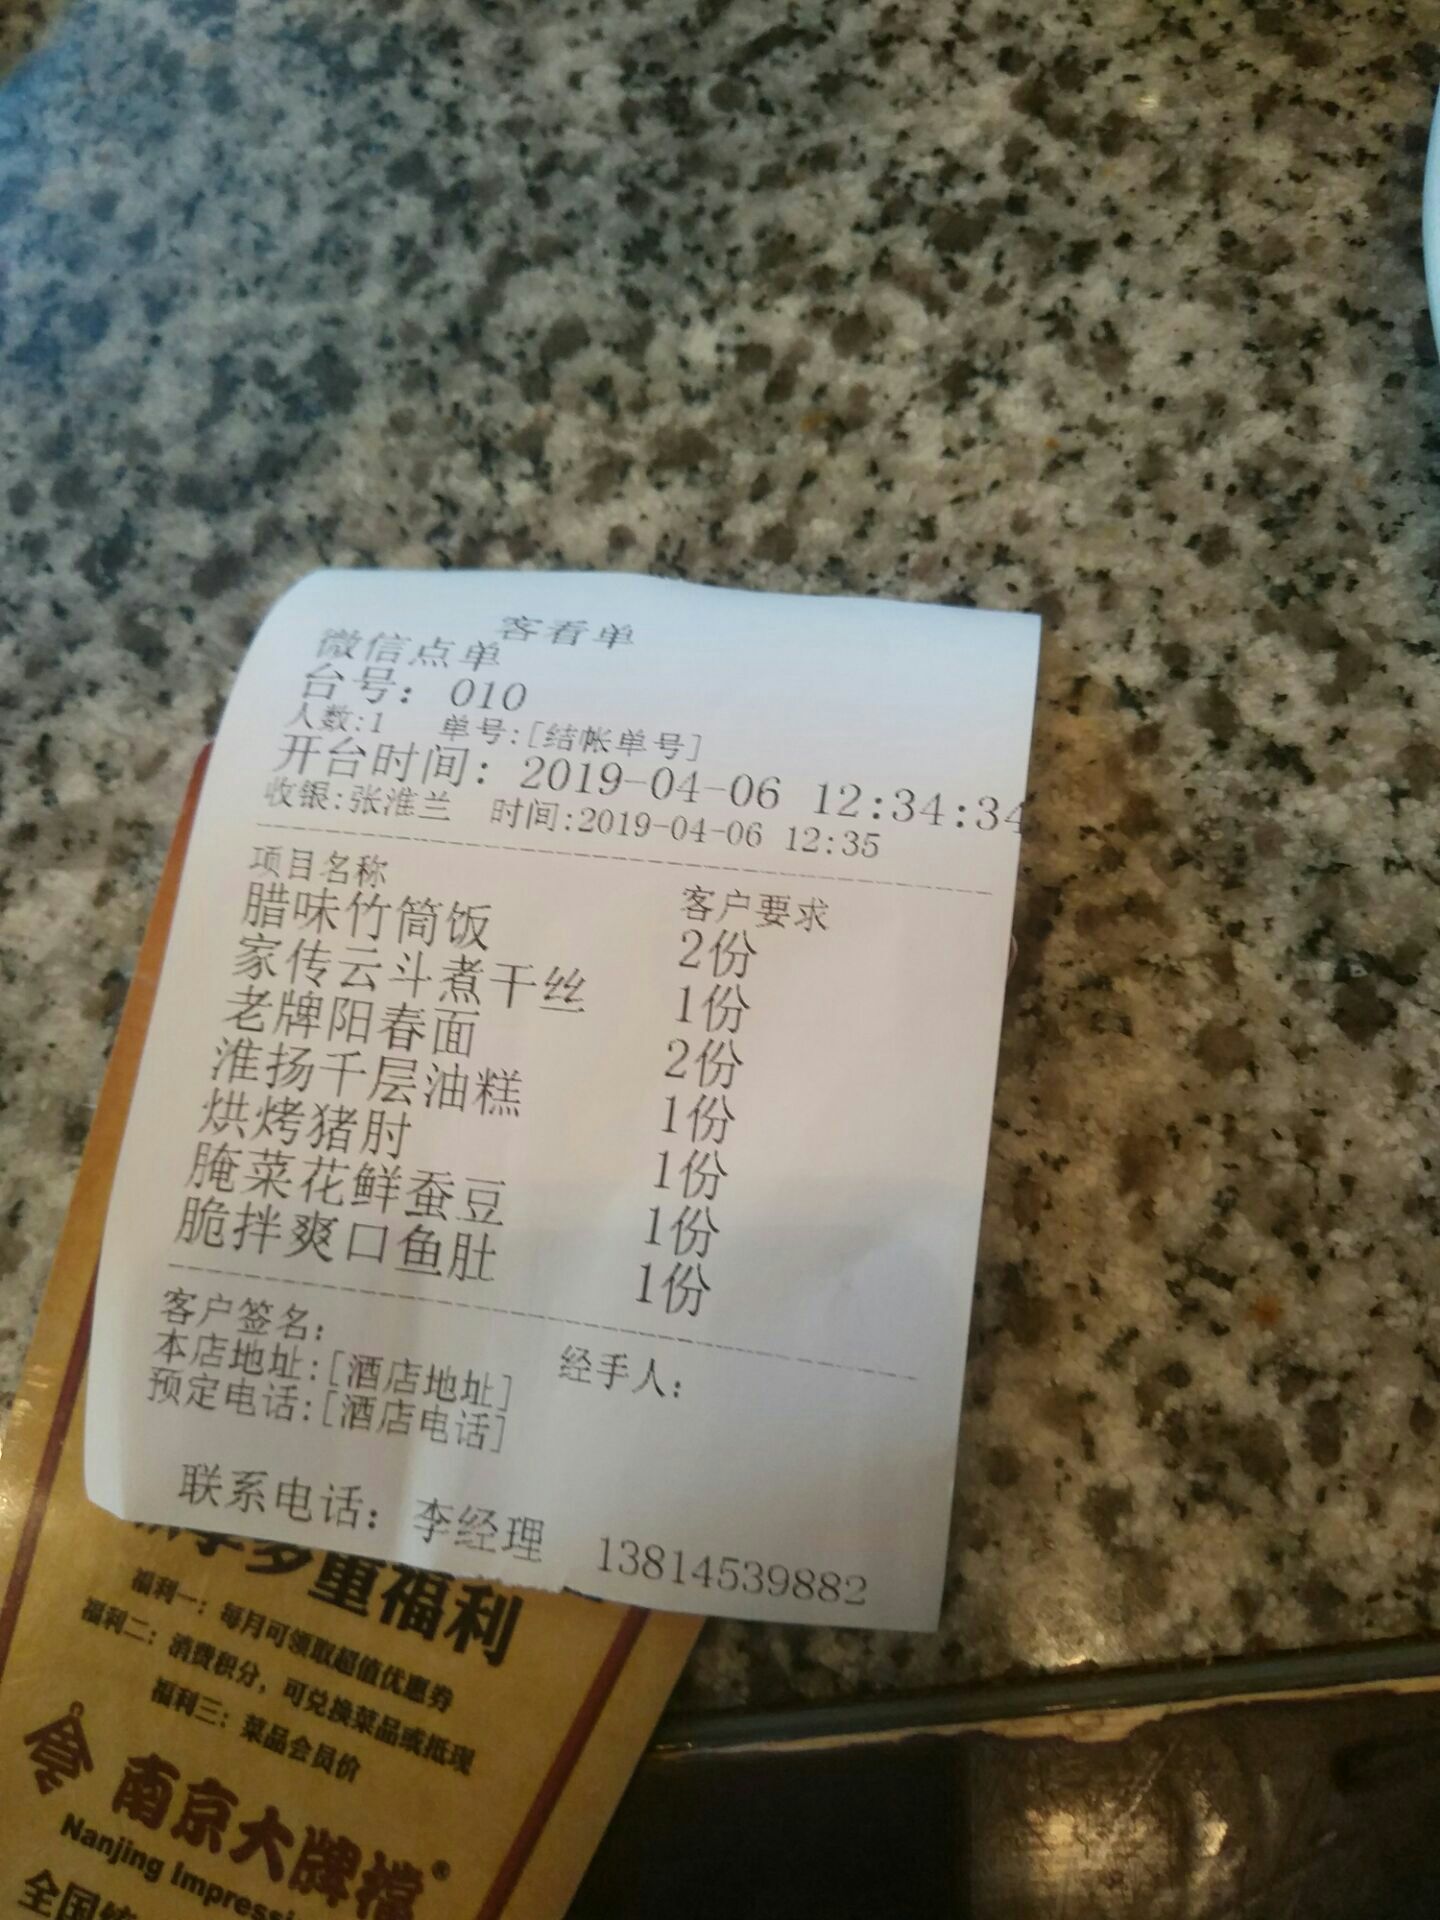 客看单
微信点单
台号: 010
人数:1 单号:[结帐单号]
开台时间: 2019-04-06 12:34:34
收银:张淮兰 时间:2019-04-06 12:35
项目名称 客户要求
腊味竹筒饭 2份
家传云斗煮干丝 1份
老牌阳春面 2份
淮扬千层油糕 1份
烘烤猪肘 1份
腌菜花鲜蚕豆 1份
脆拌爽口鱼肚 1份
客户签名: 经手人:
本店地址:[酒店地址]
预定电话:[酒店电话]
联系电话: 李经理 13814539882
多重福利
福利一: 每月可领取超值优惠券
福利二: 消费积分, 可兑换菜品或抵现
福利三: 菜品会员价
南京大牌檔®
Nanjing Impress
全国